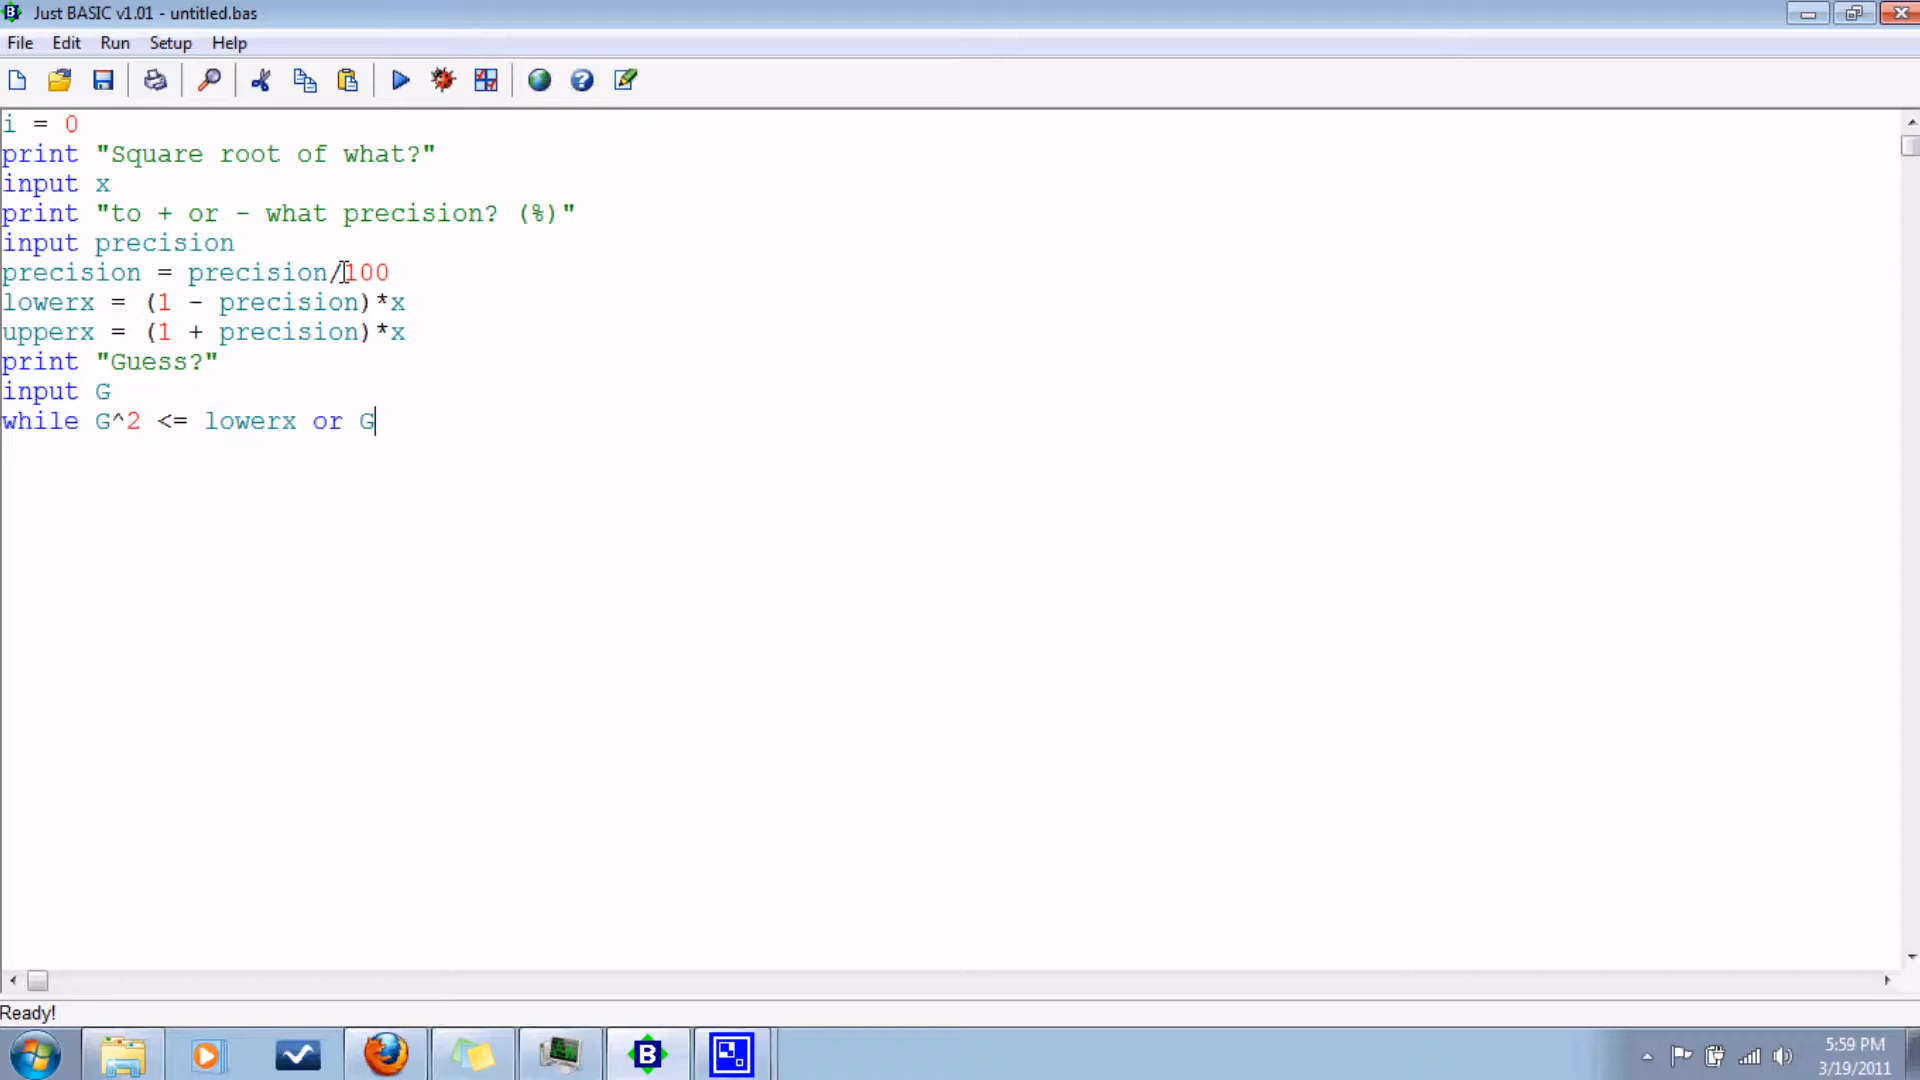 Just BASIC v1.01 - untitled.bas
File Edit Run Setup Help
i = 0
print "Square root of what?"
input x
print "to + or - what precision? (%)"
input precision
precision = precision/100
lowerx = (1 - precision)*x
upperx = (1 + precision)*x
print "Guess?"
input G
while G^2 <= lowerx or G
Ready!
5:59 PM
3/19/2011